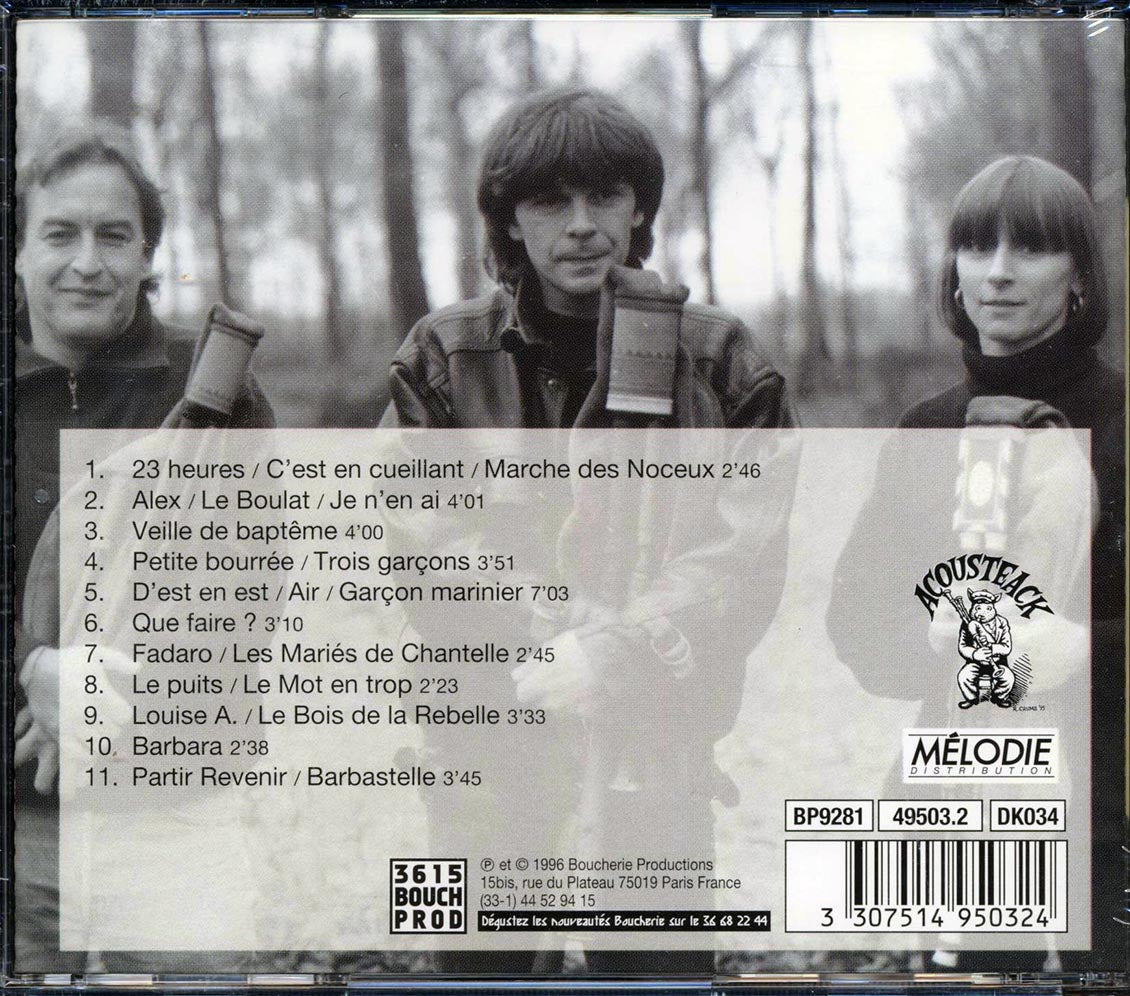 1. 23 heures / C'est en cueillant / Marche des Noceux 2'46
2. Alex / Le Boulat / Je n'en ai 4'01
3. Veille de baptême 4'00
4. Petite bourrée / Trois garçons 3'51
5. D'est en est / Air / Garçon marinier 7'03
6. Que faire ? 3'10
7. Fadaro / Les Mariés de Chantelle 2'45
8. Le puits / Le Mot en trop 2'23
9. Louise A. / Le Bois de la Rebelle 3'33
10. Barbara 2'38
11. Partir Revenir / Barbastelle 3'45
ACOUSTEACK
R. CRUMB '95
MÉLODIE
DISTRIBUTION
BP9281 49503.2 DK034
3615
BOUCH
PROD
℗ et © 1996 Boucherie Productions
15bis, rue du Plateau 75019 Paris France
(33-1) 44 52 94 15
Dégustez les nouveautés Boucherie sur le 36 68 22 44
3 307514 950324